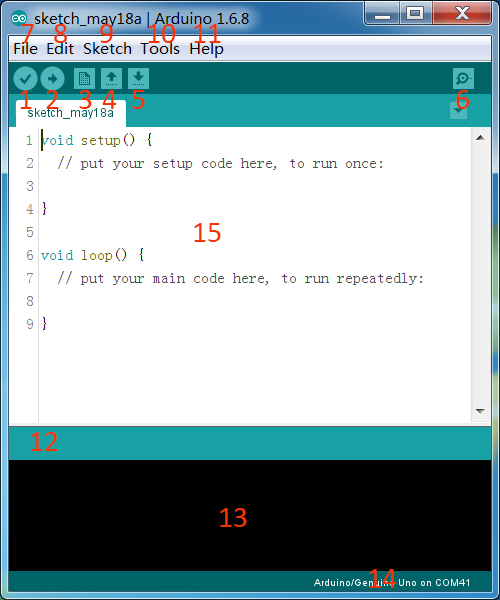 sketch_may18a | Arduino 1.6.8
7 8 9 10 11
File Edit Sketch Tools Help
1 2 3 4 5 6
sketch_may18a
1 void setup() {
2 // put your setup code here, to run once:
3
4 }
5
15
6 void loop() {
7 // put your main code here, to run repeatedly:
8
9 }
12
13
14
Arduino/Genuino Uno on COM41